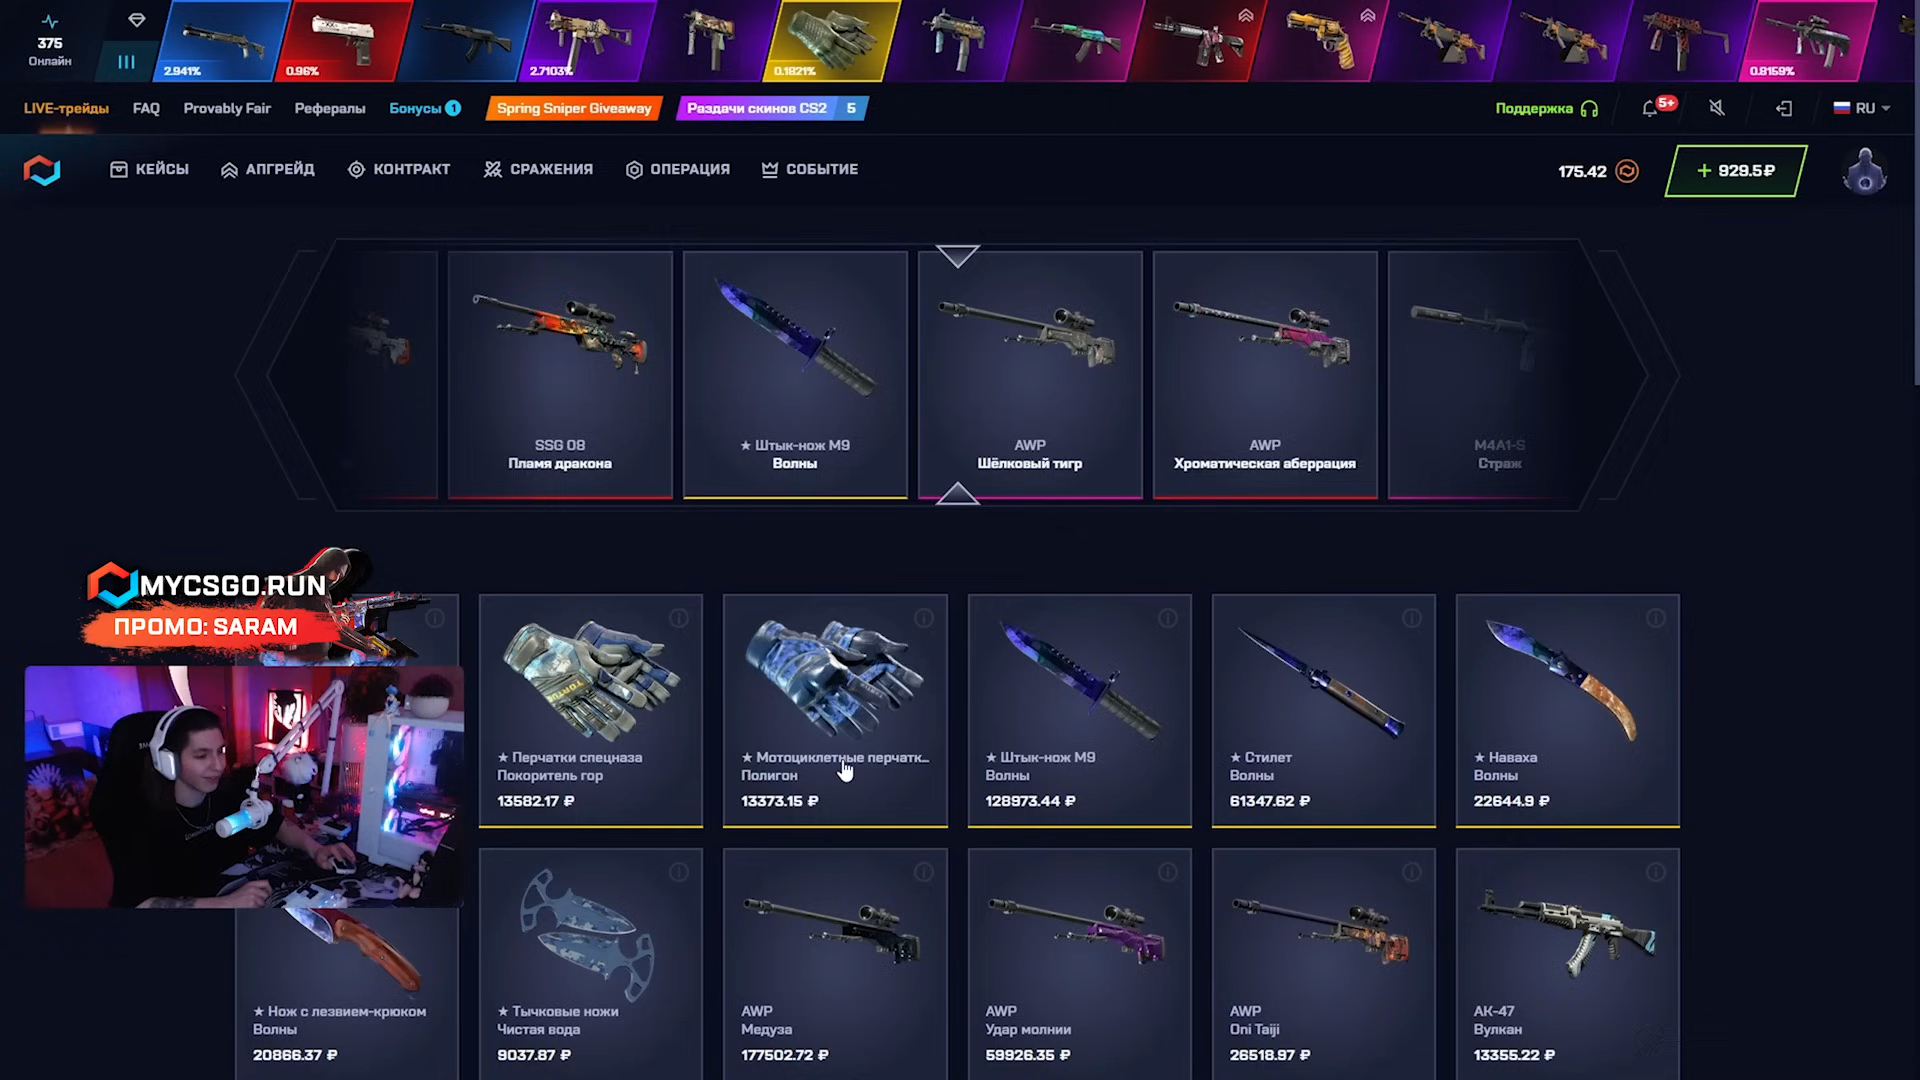 375
Онлайн
2.941%
0.96%
2.7103%
0.1821%
0.8159%
LIVE-трейды
FAQ
Provably Fair
Рефералы
Бонусы 1
Spring Sniper Giveaway
Раздачи скинов CS2 5
Поддержка
5+
RU
КЕЙСЫ
АПГРЕЙД
КОНТРАКТ
СРАЖЕНИЯ
ОПЕРАЦИЯ
СОБЫТИЕ
175.42
+ 929.5 ₽
SSG 08
Пламя дракона
★ Штык-нож M9
Волны
AWP
Шёлковый тигр
AWP
Хроматическая аберрация
M4A1-S
Страж
MYCSGO.RUN
ПРОМО: SARAM
★ Перчатки спецназа
Покоритель гор
13582.17 ₽
★ Мотоциклетные перчатк...
Полигон
13373.15 ₽
★ Штык-нож M9
Волны
128973.44 ₽
★ Стилет
Волны
61347.62 ₽
★ Наваха
Волны
22644.9 ₽
★ Нож с лезвием-крюком
Волны
20866.37 ₽
★ Тычковые ножи
Чистая вода
9037.87 ₽
AWP
Медуза
177502.72 ₽
AWP
Удар молнии
59926.35 ₽
AWP
Oni Taiji
26518.97 ₽
AK-47
Вулкан
13355.22 ₽